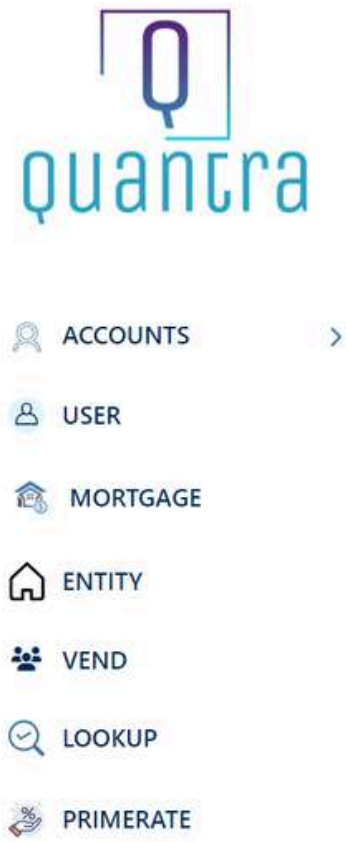 Q
quantra
ACCOUNTS
USER
MORTGAGE
ENTITY
VEND
LOOKUP
PRIMERATE